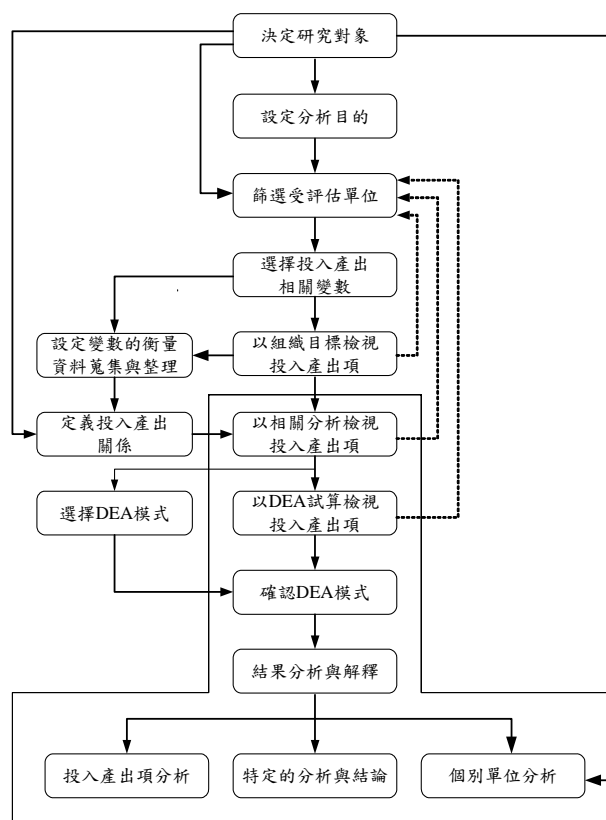 決定研究對象
設定分析目的
篩選受評估單位
選擇投入產出
相關變數
設定變數的衡量
資料蒐集與整理
以組織目標檢視
投入產出項
定義投入產出
關係
以相關分析檢視
投入產出項
選擇DEA模式
以DEA試算檢視
投入產出項
確認DEA模式
結果分析與解釋
投入產出項分析
特定的分析與結論
個別單位分析